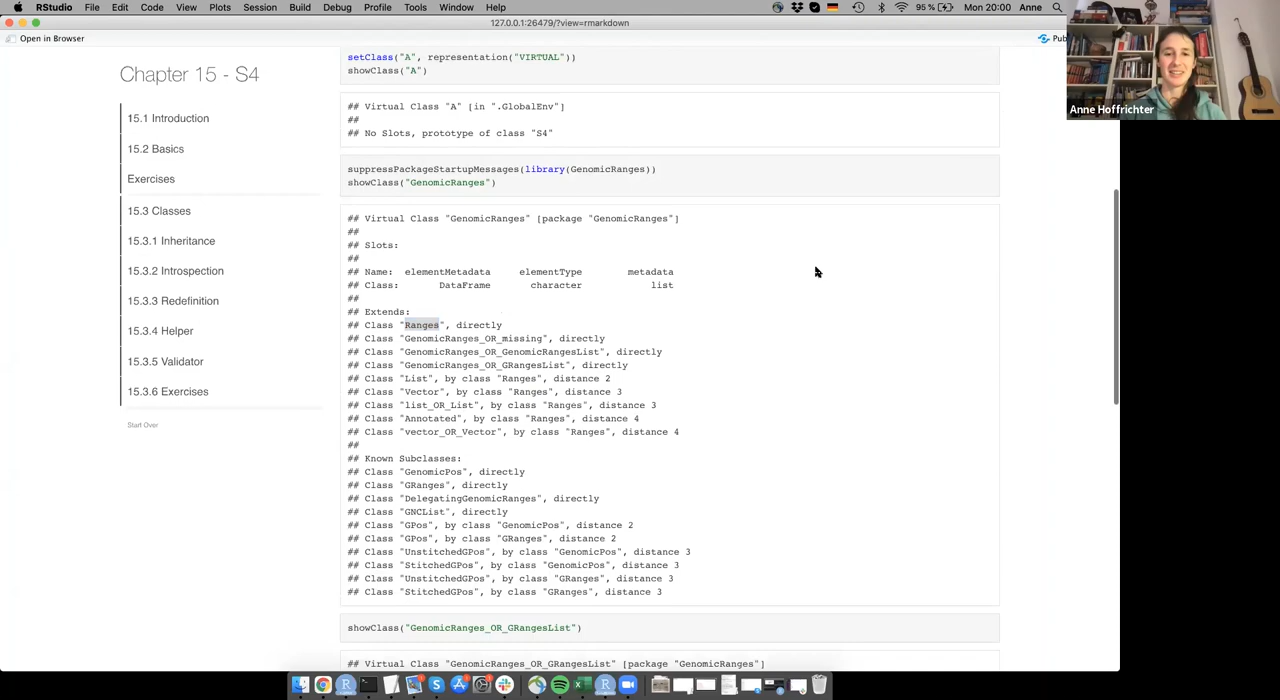 RStudio File Edit Code View Plots Session Build Debug Profile Tools Window Help 95 % Mon 20:00 Anne
127.0.0.1:26479/?view=rmarkdown
Open in Browser
Pub
Anne Hoffrichter
Chapter 15 - S4
15.1 Introduction
15.2 Basics
Exercises
15.3 Classes
15.3.1 Inheritance
15.3.2 Introspection
15.3.3 Redefinition
15.3.4 Helper
15.3.5 Validator
15.3.6 Exercises
Start Over
setClass("A", representation("VIRTUAL"))
showClass("A")
## Virtual Class "A" [in ".GlobalEnv"]
##
## No Slots, prototype of class "S4"
suppressPackageStartupMessages(library(GenomicRanges))
showClass("GenomicRanges")
## Virtual Class "GenomicRanges" [package "GenomicRanges"]
##
## Slots:
##
## Name: elementMetadata elementType metadata
## Class: DataFrame character list
##
## Extends:
## Class "Ranges", directly
## Class "GenomicRanges_OR_missing", directly
## Class "GenomicRanges_OR_GenomicRangesList", directly
## Class "GenomicRanges_OR_GRangesList", directly
## Class "List", by class "Ranges", distance 2
## Class "Vector", by class "Ranges", distance 3
## Class "list_OR_List", by class "Ranges", distance 3
## Class "Annotated", by class "Ranges", distance 4
## Class "vector_OR_Vector", by class "Ranges", distance 4
##
## Known Subclasses:
## Class "GenomicPos", directly
## Class "GRanges", directly
## Class "DelegatingGenomicRanges", directly
## Class "GNCList", directly
## Class "GPos", by class "GenomicPos", distance 2
## Class "GPos", by class "GRanges", distance 2
## Class "UnstitchedGPos", by class "GenomicPos", distance 3
## Class "StitchedGPos", by class "GenomicPos", distance 3
## Class "UnstitchedGPos", by class "GRanges", distance 3
## Class "StitchedGPos", by class "GRanges", distance 3
showClass("GenomicRanges_OR_GRangesList")
## Virtual Class "GenomicRanges_OR_GRangesList" [package "GenomicRanges"]